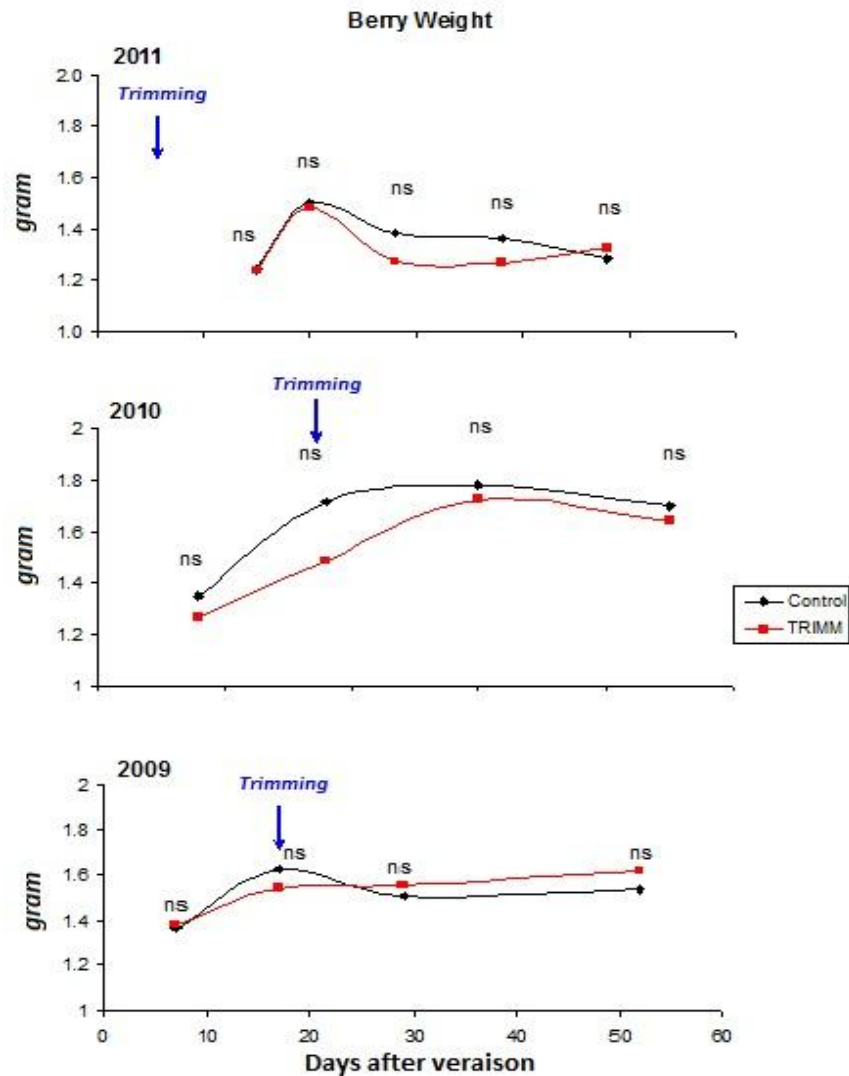 Berry Weight
2011
2.0
Trimming
1.8
ns
1.6
ns
ns
ns
ns
1.4
1.2
1.0
gram
Trimming
2010
2
ns
ns
ns
1.8
1.6
ns
1.4
1.2
1
gram
Control
TRIMM
2009
2
Trimming
1.8
ns
ns
ns
1.6
ns
1.4
1.2
1
gram
0 10 20 30 40 50 60
Days after veraison